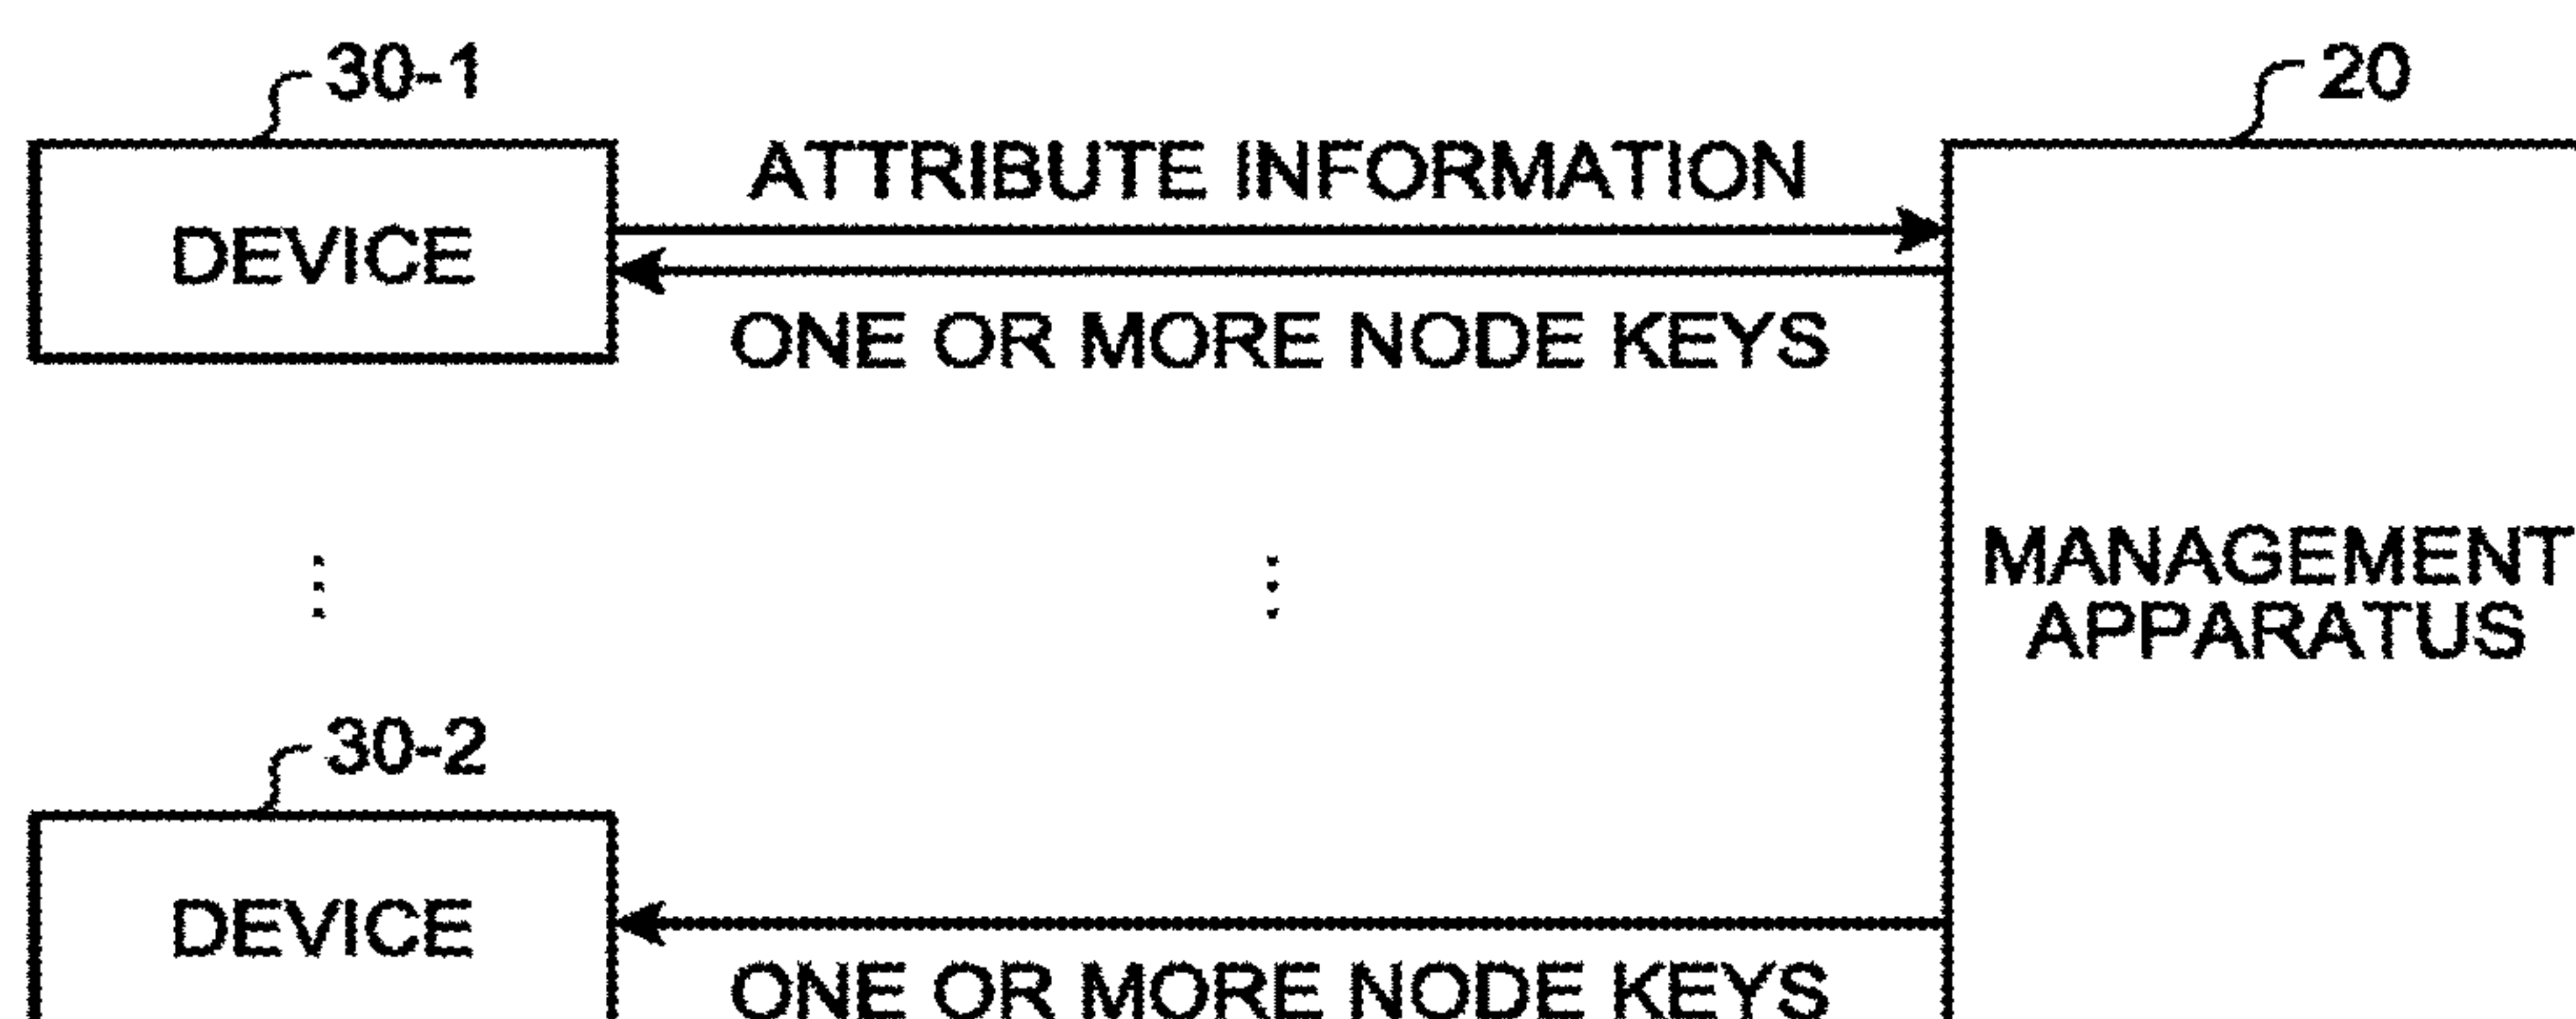 30-1
20
ATTRIBUTE INFORMATION
DEVICE
ONE OR MORE NODE KEYS
MANAGEMENT
APPARATUS
30-2
DEVICE
ONE OR MORE NODE KEYS